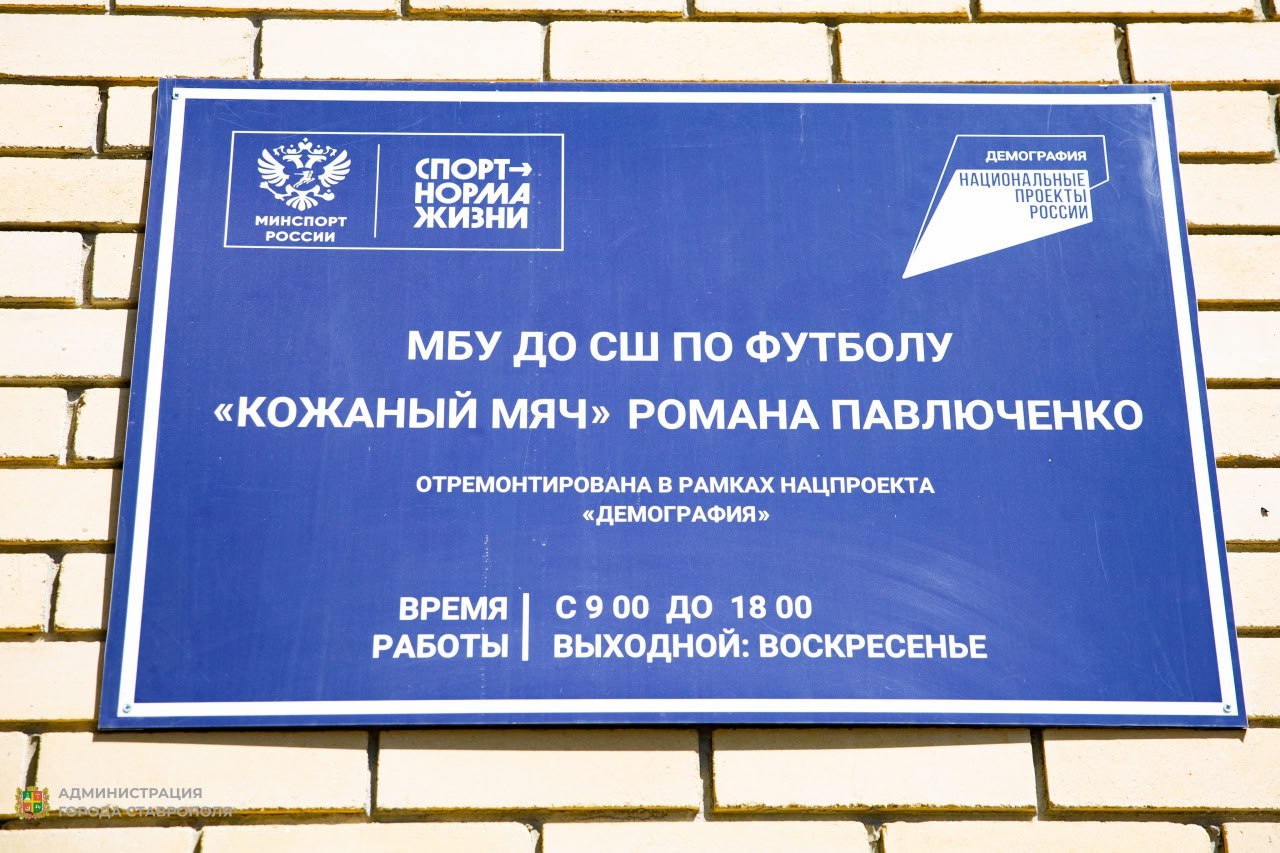 МИНСПОРТ
РОССИИ
СПОРТ→
НОРМА
ЖИЗНИ
ДЕМОГРАФИЯ
НАЦИОНАЛЬНЫЕ
ПРОЕКТЫ
РОССИИ
МБУ ДО СШ ПО ФУТБОЛУ
«КОЖАНЫЙ МЯЧ» РОМАНА ПАВЛЮЧЕНКО
ОТРЕМОНТИРОВАНА В РАМКАХ НАЦПРОЕКТА
«ДЕМОГРАФИЯ»
ВРЕМЯ
РАБОТЫ
С 9 00 ДО 18 00
ВЫХОДНОЙ: ВОСКРЕСЕНЬЕ
АДМИНИСТРАЦИЯ
ГОРОДА СТАВРОПОЛЯ